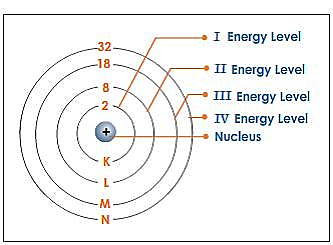 I Energy Level
II Energy Level
III Energy Level
IV Energy Level
Nucleus
32
18
8
2
+
K
L
M
N